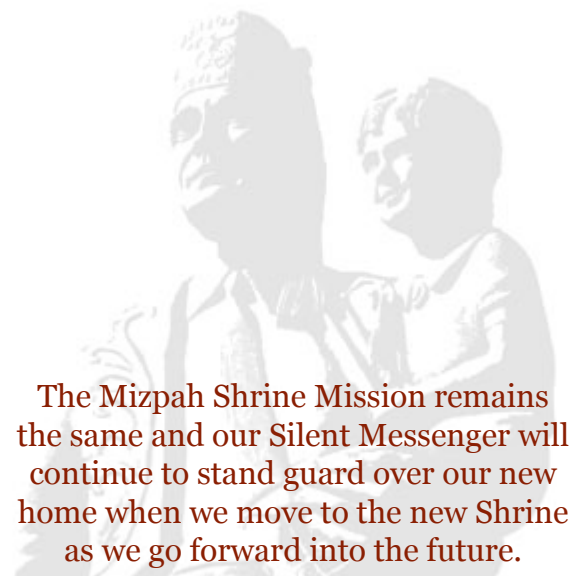 The Mizpah Shrine Mission remains
the same and our Silent Messenger will
continue to stand guard over our new
home when we move to the new Shrine
as we go forward into the future.